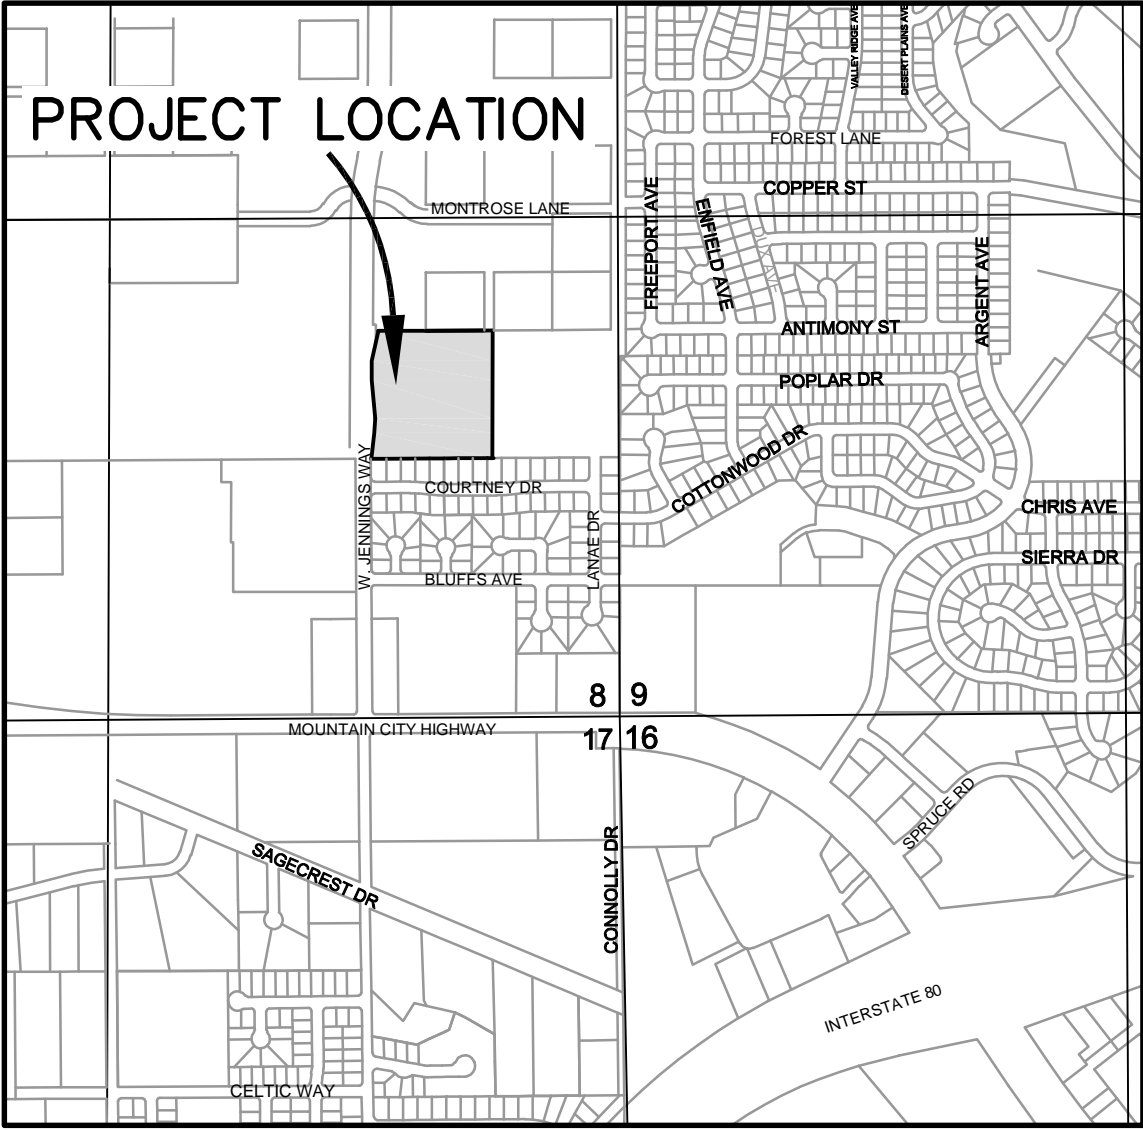 VALLEY RIDGE AVE
DESERT PLAINS AVE
PROJECT LOCATION
FOREST LANE
COPPER ST
MONTROSE LANE
FREEPORT AVE
ENFIELD AVE
ARGENT AVE
ANTIMONY ST
POPLAR DR
COTTONWOOD DR
W. JENNINGS WAY
COURTNEY DR
LANAE DR
CHRIS AVE
SIERRA DR
BLUFFS AVE
8 9
MOUNTAIN CITY HIGHWAY
17 16
SPRUCE RD
SAGECREST DR
CONNOLLY DR
INTERSTATE 80
CELTIC WAY